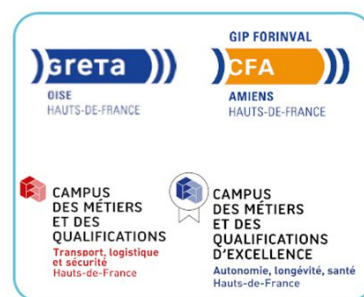 GRETA
OISE
HAUTS-DE-FRANCE
GIP FORINVAL
CFA
AMIENS
HAUTS-DE-FRANCE
CAMPUS
DES MÉTIERS
ET DES
QUALIFICATIONS
Transport, logistique
et sécurité
Hauts-de-France
CAMPUS
DES MÉTIERS
ET DES
QUALIFICATIONS
D'EXCELLENCE
Autonomie, longévité, santé
Hauts-de-France